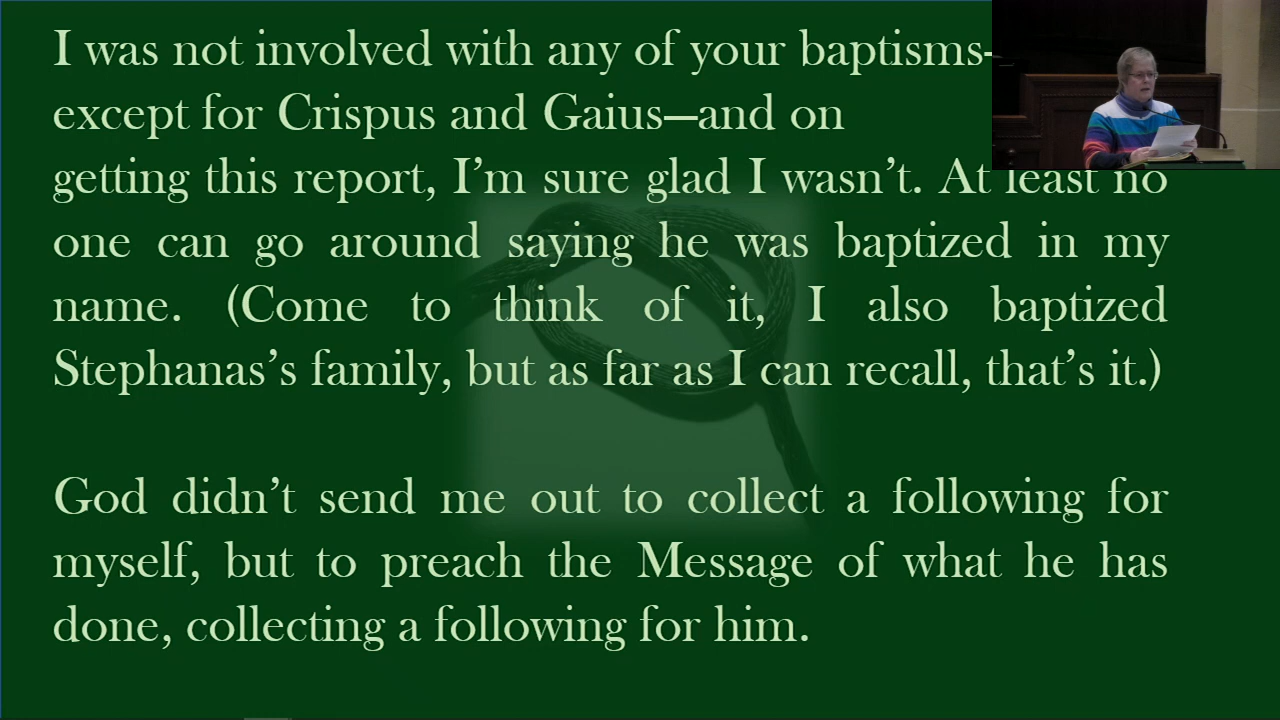 I was not involved with any of your baptisms-
except for Crispus and Gaius—and on
getting this report, I’m sure glad I wasn’t. At least no
one can go around saying he was baptized in my
name. (Come to think of it, I also baptized
Stephanas’s family, but as far as I can recall, that’s it.)
God didn’t send me out to collect a following for
myself, but to preach the Message of what he has
done, collecting a following for him.